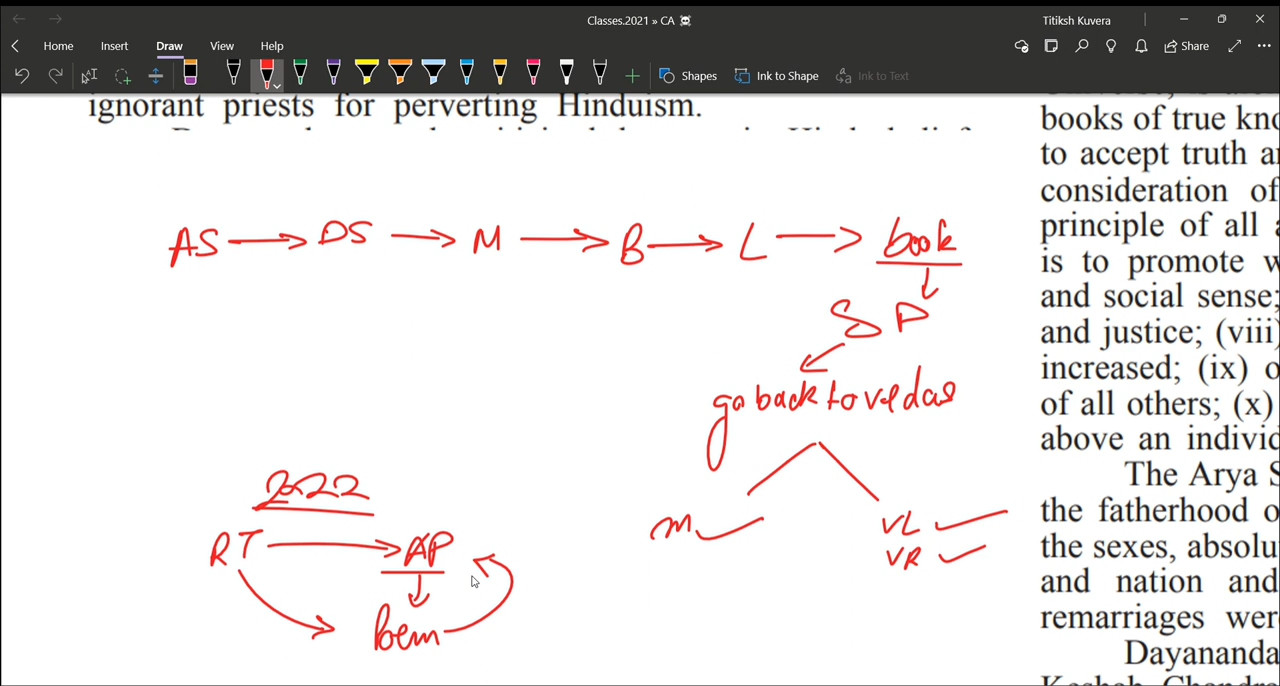 Classes.2021 » CA
Titiksh Kuvera
Home Insert Draw View Help
Share
Shapes Ink to Shape Ink to Text
ignorant priests for perverting Hinduism.
books of true kno
to accept truth a
consideration of
principle of all a
is to promote w
and social sense;
and justice; (viii)
increased; (ix) o
of all others; (x)
above an individ
The Arya S
the fatherhood o
the sexes, absolu
and nation and
remarriages wer
Dayananda
AS → DS → M → B → L → book
S P
go back to vedas
M VL
VR
2022
RT → AP